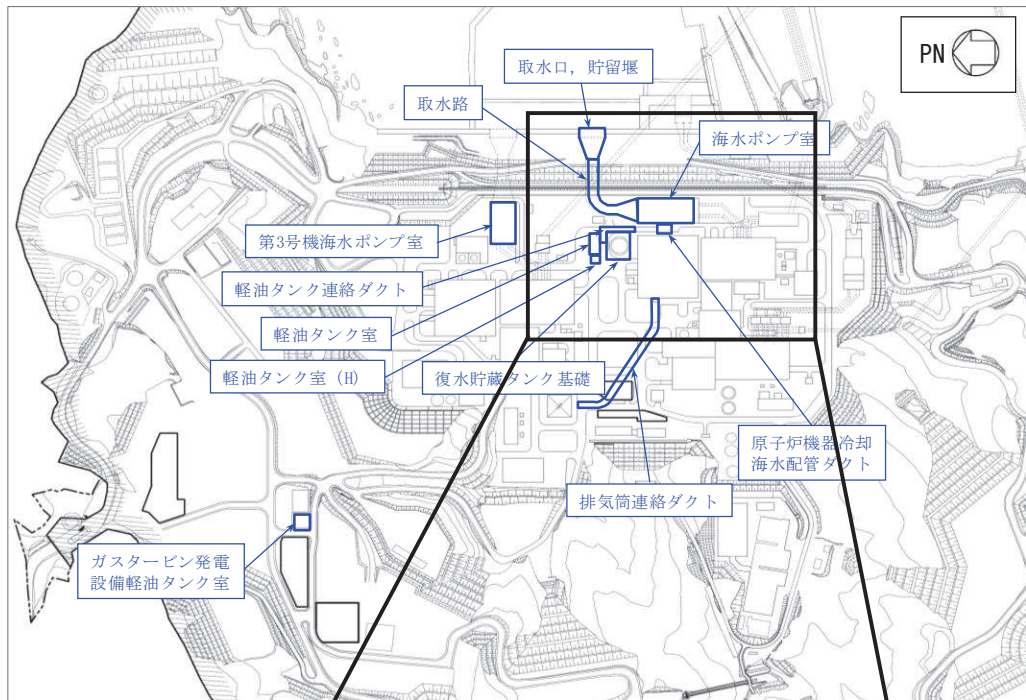 PN
取水口，貯留堰
取水路
海水ポンプ室
第3号機海水ポンプ室
軽油タンク連絡ダクト
軽油タンク室
軽油タンク室（H）
復水貯蔵タンク基礎
原子炉機器冷却
海水配管ダクト
排気筒連絡ダクト
ガスタービン発電
設備軽油タンク室